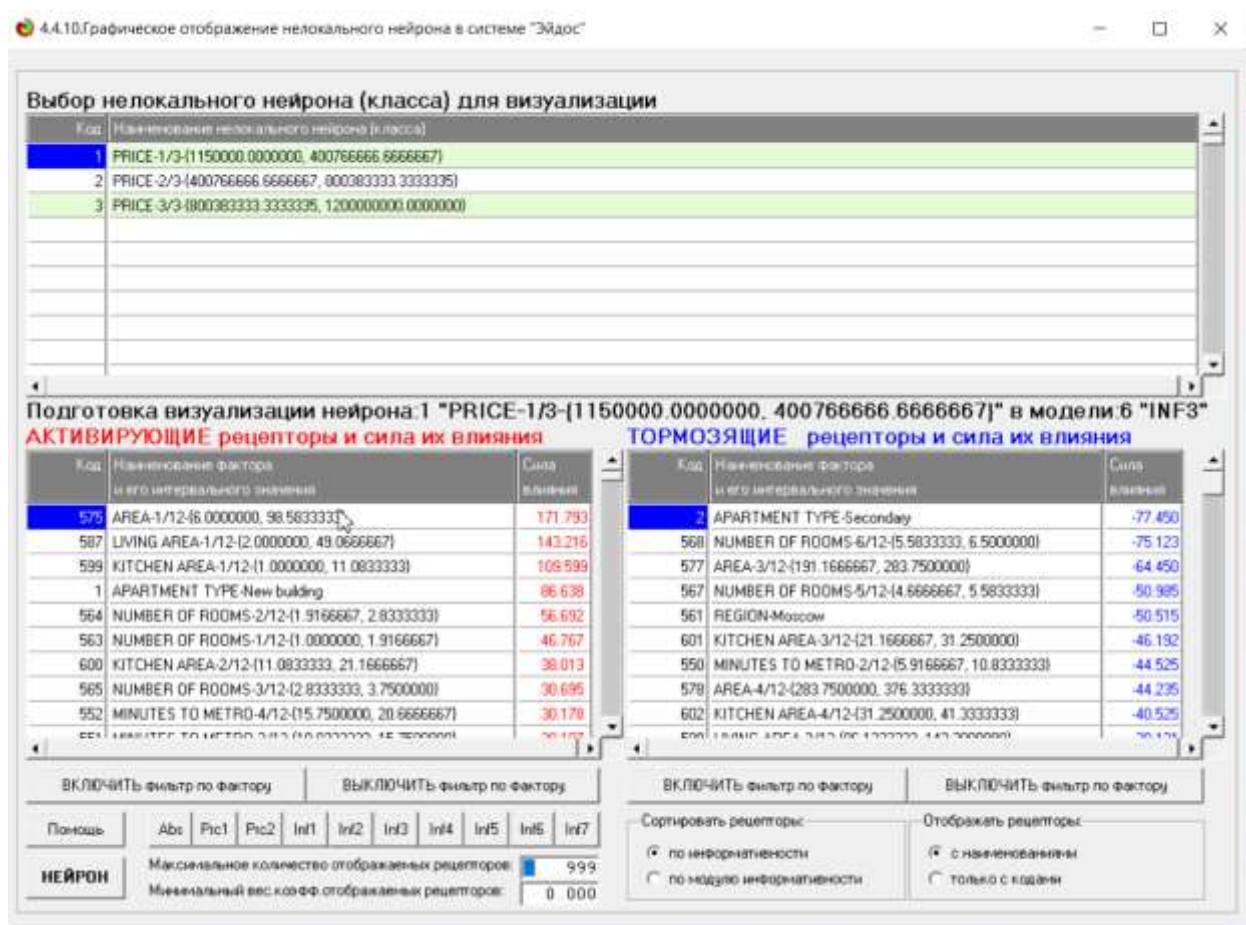 4.4.10.Графическое отображение нелокального нейрона в системе "Эйдос"
Выбор нелокального нейрона (класса) для визуализации
Код Наименование нелокального нейрона (класса)
1 PRICE-1/3-{1150000.0000000, 400766666.6666667}
2 PRICE-2/3-{400766666.6666667, 800383333.3333335}
3 PRICE-3/3-{800383333.3333335, 1200000000.0000000}
Подготовка визуализации нейрона:1 "PRICE-1/3-{1150000.0000000, 400766666.6666667}" в модели:6 "INF3"
АКТИВИРУЮЩИЕ рецепторы и сила их влияния
Код Наименование фактора и его интервального значения Сила влияния
575 AREA-1/12-{6.0000000, 98.5833333}
171.793
587 LIVING AREA-1/12-{2.0000000, 49.0666667} 143.216
599 KITCHEN AREA-1/12-{1.0000000, 11.0833333} 109.599
1 APARTMENT TYPE-New building 86.638
564 NUMBER OF ROOMS-2/12-{1.9166667, 2.8333333} 56.692
563 NUMBER OF ROOMS-1/12-{1.0000000, 1.9166667} 46.767
600 KITCHEN AREA-2/12-{11.0833333, 21.1666667} 38.013
565 NUMBER OF ROOMS-3/12-{2.8333333, 3.7500000} 30.695
552 MINUTES TO METRO-4/12-{15.7500000, 20.6666667} 30.178
ТОРМОЗЯЩИЕ рецепторы и сила их влияния
Код Наименование фактора и его интервального значения Сила влияния
2 APARTMENT TYPE-Seconday -77.450
568 NUMBER OF ROOMS-6/12-{5.5833333, 6.5000000} -75.123
577 AREA-3/12-{191.1666667, 283.7500000} -64.450
567 NUMBER OF ROOMS-5/12-{4.6666667, 5.5833333} -50.985
561 REGION-Moscow -50.515
601 KITCHEN AREA-3/12-{21.1666667, 31.2500000} -46.192
550 MINUTES TO METRO-2/12-{5.9166667, 10.8333333} -44.525
578 AREA-4/12-{283.7500000, 376.3333333} -44.235
602 KITCHEN AREA-4/12-{31.2500000, 41.3333333} -40.525
ВКЛЮЧИТЬ фильтр по фактору ВЫКЛЮЧИТЬ фильтр по фактору
ВКЛЮЧИТЬ фильтр по фактору ВЫКЛЮЧИТЬ фильтр по фактору
Помощь Abs Prc1 Prc2 Inf1 Inf2 Inf3 Inf4 Inf5 Inf6 Inf7
НЕЙРОН
Максимальное количество отображаемых рецепторов: 999
Минимальный вес.коэфф.отображаемых рецепторов: 0 000
Сортировать рецепторы:
по информативности
по модулю информативности
Отображать рецепторы:
с наименованиями
только с кодами